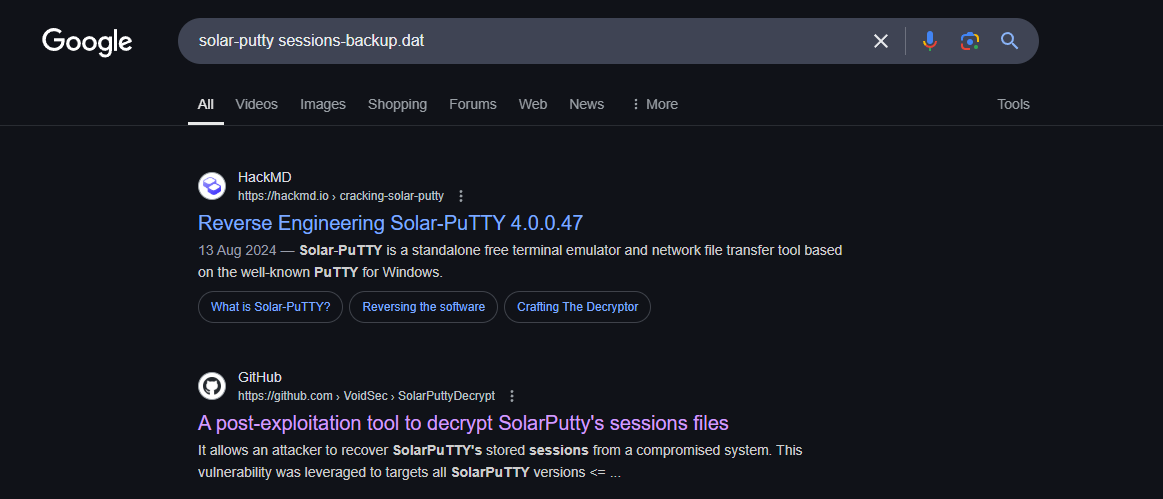 Google
solar-putty sessions-backup.dat
All Videos Images Shopping Forums Web News More Tools
HackMD
https://hackmd.io › cracking-solar-putty
Reverse Engineering Solar-PuTTY 4.0.0.47
13 Aug 2024 — Solar-PuTTY is a standalone free terminal emulator and network file transfer tool based
on the well-known PuTTY for Windows.
What is Solar-PuTTY? Reversing the software Crafting The Decryptor
GitHub
https://github.com › VoidSec › SolarPuttyDecrypt
A post-exploitation tool to decrypt SolarPutty's sessions files
It allows an attacker to recover SolarPuTTY's stored sessions from a compromised system. This
vulnerability was leveraged to targets all SolarPuTTY versions <= ...